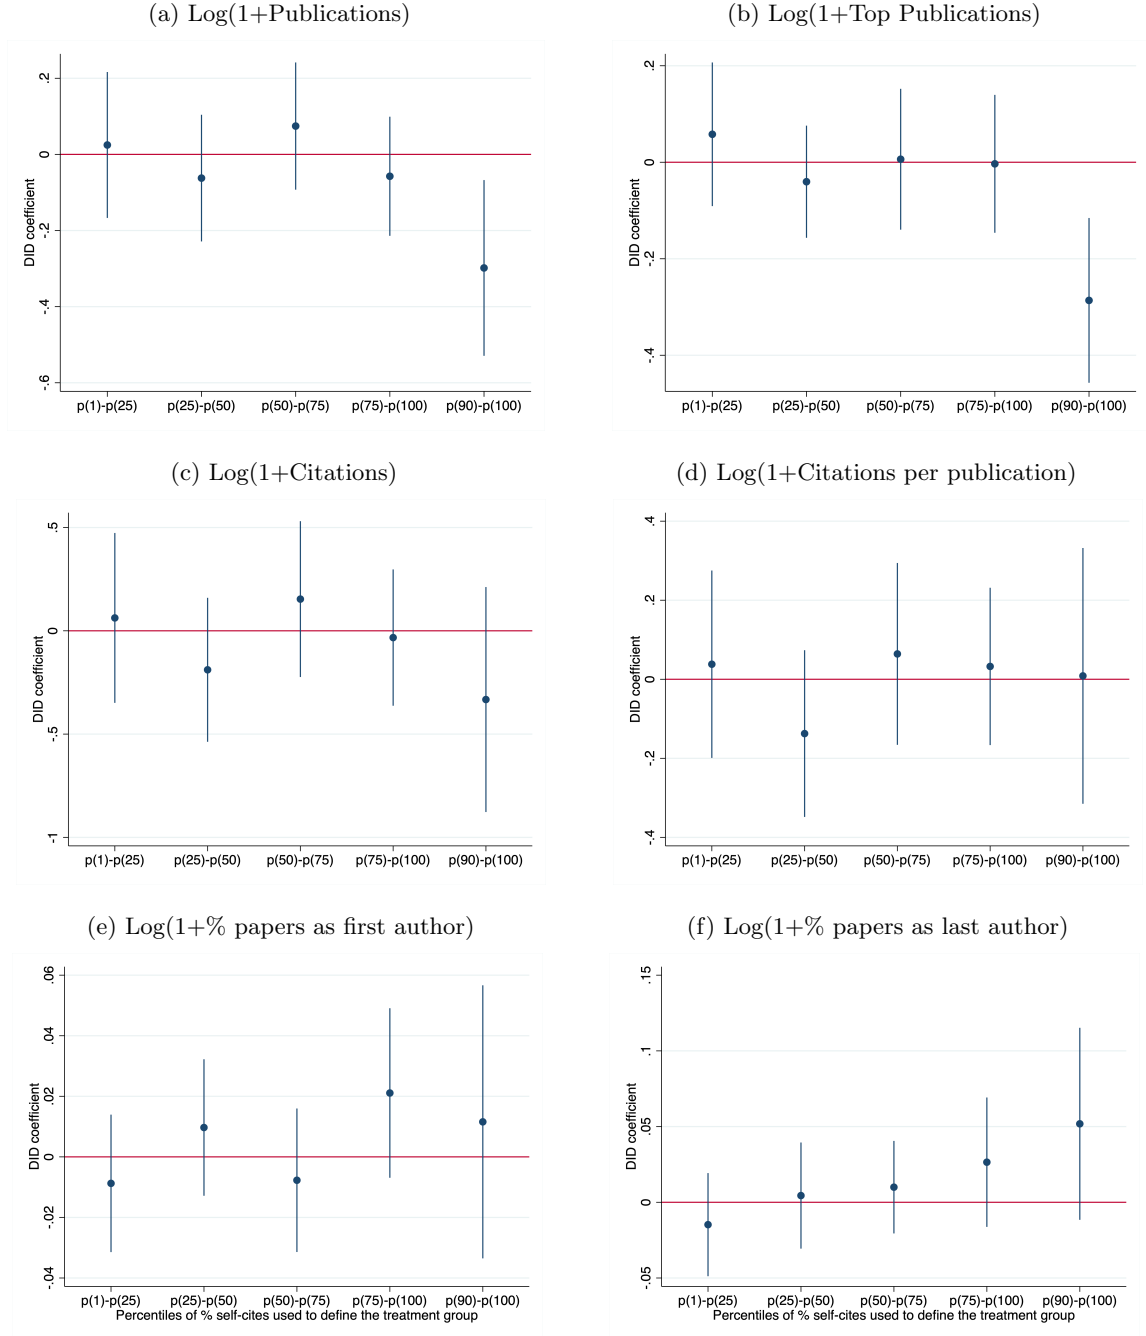 (a) Log(1+Publications)
DID coefficient
.2
0
-.2
-.4
-.6
p(1)-p(25) p(25)-p(50) p(50)-p(75) p(75)-p(100) p(90)-p(100)
(b) Log(1+Top Publications)
DID coefficient
.2
0
-.2
-.4
p(1)-p(25) p(25)-p(50) p(50)-p(75) p(75)-p(100) p(90)-p(100)
(c) Log(1+Citations)
DID coefficient
.5
0
-.5
-1
p(1)-p(25) p(25)-p(50) p(50)-p(75) p(75)-p(100) p(90)-p(100)
(d) Log(1+Citations per publication)
DID coefficient
.4
.2
0
-.2
-.4
p(1)-p(25) p(25)-p(50) p(50)-p(75) p(75)-p(100) p(90)-p(100)
(e) Log(1+% papers as first author)
DID coefficient
.06
.04
.02
0
-.02
-.04
p(1)-p(25) p(25)-p(50) p(50)-p(75) p(75)-p(100) p(90)-p(100)
Percentiles of % self-cites used to define the treatment group
(f) Log(1+% papers as last author)
DID coefficient
.15
.1
.05
0
-.05
p(1)-p(25) p(25)-p(50) p(50)-p(75) p(75)-p(100) p(90)-p(100)
Percentiles of % self-cites used to define the treatment group